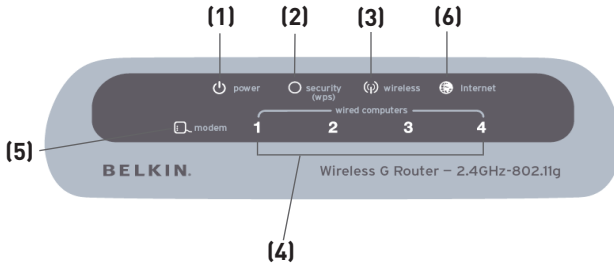 (1) (2) (3) (6)
power security wireless Internet
(wps)
wired computers
(5) modem 1 2 3 4
BELKIN. Wireless G Router – 2.4GHz-802.11g
(4)